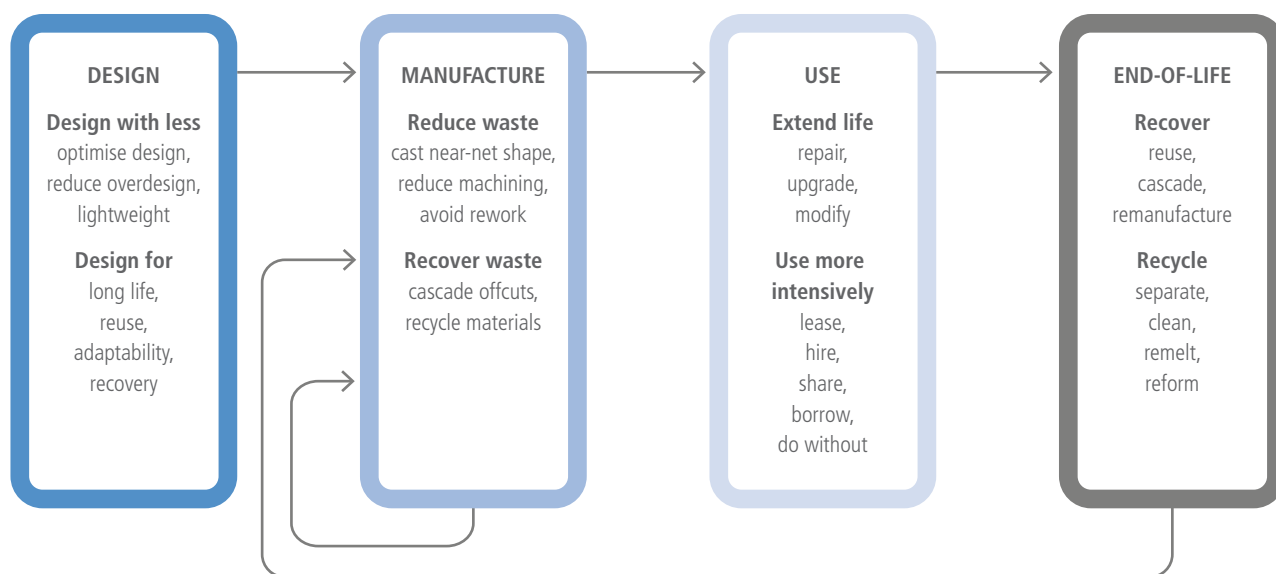 DESIGN
Design with less
optimise design,
reduce overdesign,
lightweight
Design for
long life,
reuse,
adaptability,
recovery
MANUFACTURE
Reduce waste
cast near-net shape,
reduce machining,
avoid rework
Recover waste
cascade offcuts,
recycle materials
USE
Extend life
repair,
upgrade,
modify
Use more
intensively
lease,
hire,
share,
borrow,
do without
END-OF-LIFE
Recover
reuse,
cascade,
remanufacture
Recycle
separate,
clean,
remelt,
reform